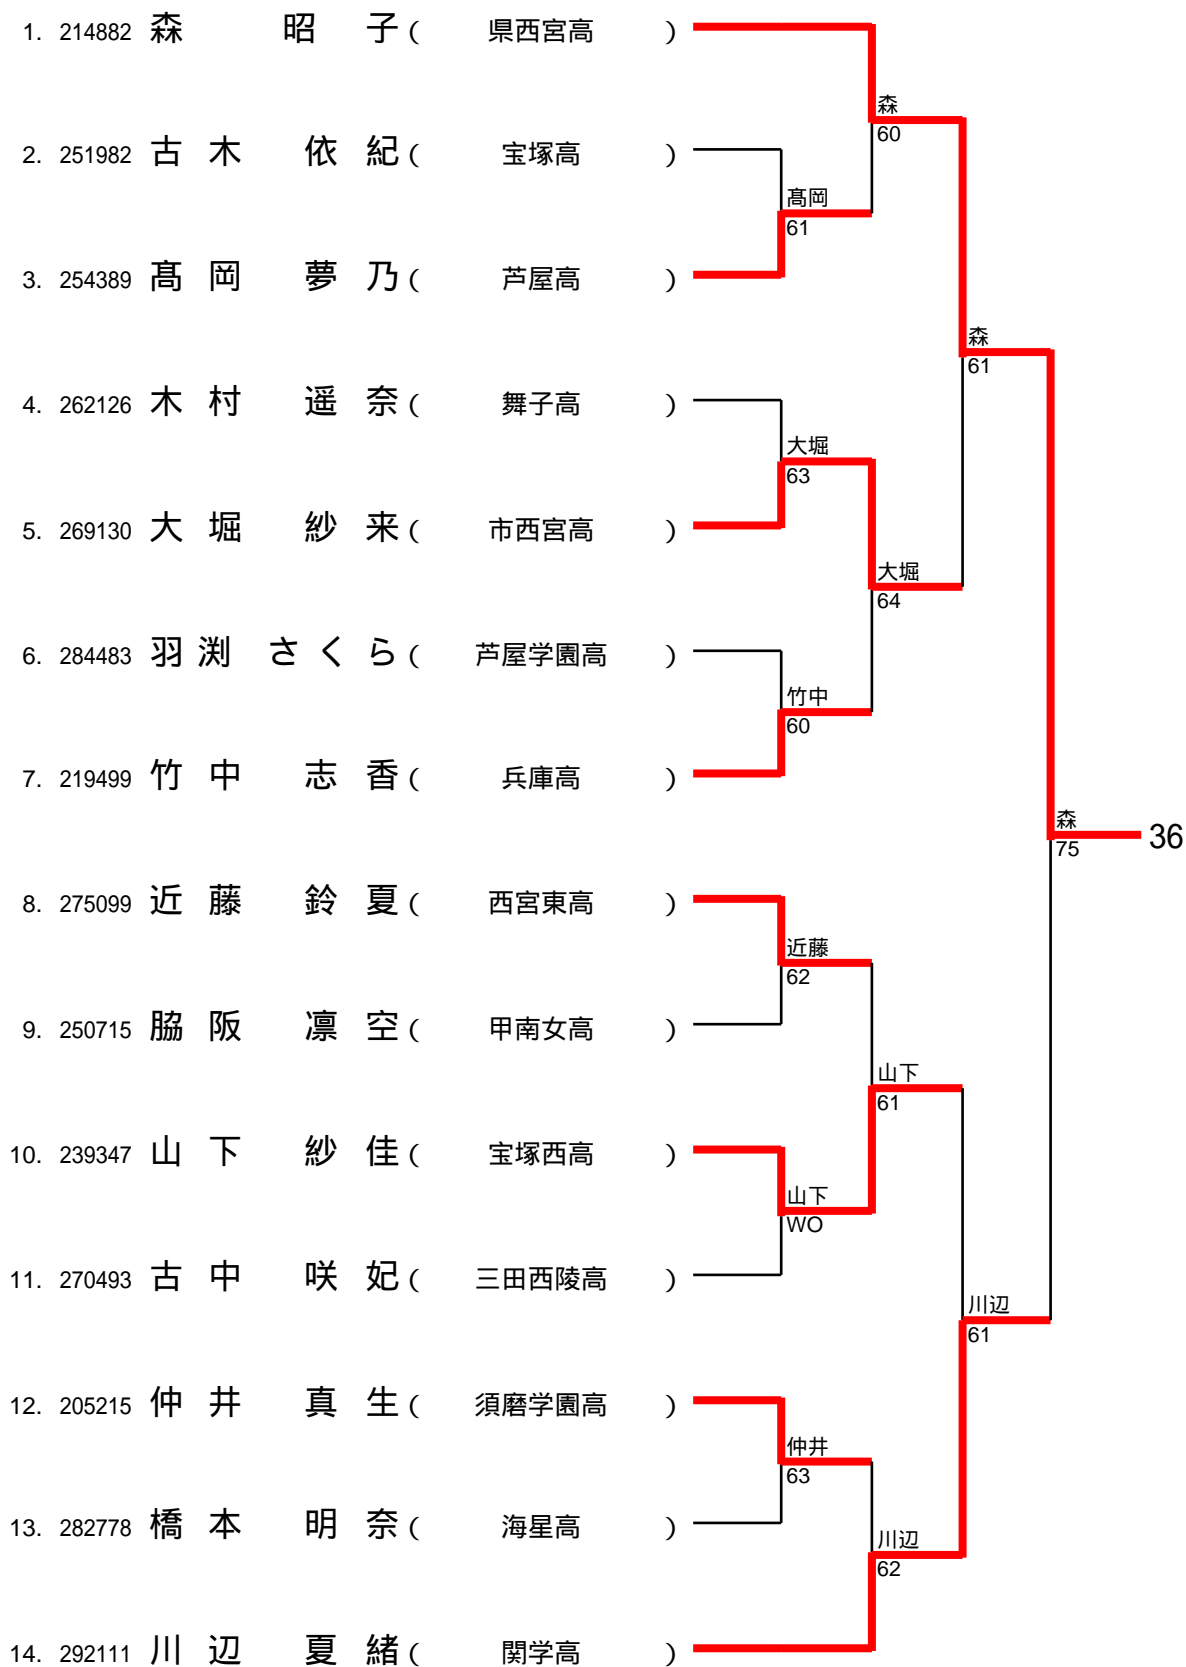 1. 214882 森 昭 子 ( 県西宮高 )
森
60
2. 251982 古 木 依 紀 ( 宝塚高 )
髙岡
61
3. 254389 髙 岡 夢 乃 ( 芦屋高 )
森
61
4. 262126 木 村 遥 奈 ( 舞子高 )
大堀
63
5. 269130 大 堀 紗 来 ( 市西宮高 )
大堀
64
6. 284483 羽 渕 さ く ら ( 芦屋学園高 )
竹中
60
7. 219499 竹 中 志 香 ( 兵庫高 )
森
75
36
8. 275099 近 藤 鈴 夏 ( 西宮東高 )
近藤
62
9. 250715 脇 阪 凛 空 ( 甲南女高 )
山下
61
10. 239347 山 下 紗 佳 ( 宝塚西高 )
山下
WO
11. 270493 古 中 咲 妃 ( 三田西陵高 )
川辺
61
12. 205215 仲 井 真 生 ( 須磨学園高 )
仲井
63
13. 282778 橋 本 明 奈 ( 海星高 )
川辺
62
14. 292111 川 辺 夏 緒 ( 関学高 )